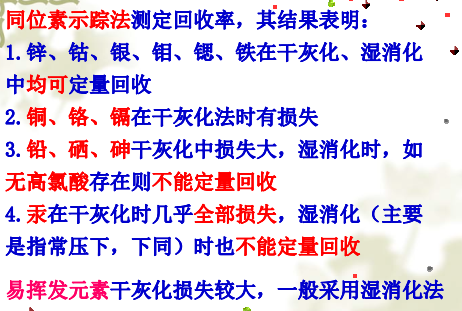 同位素示踪法测定回收率，其结果表明：
1.锌、钴、银、钼、锶、铁在干灰化、湿消化
中均可定量回收
2.铜、铬、镉在干灰化法时有损失
3.铅、硒、砷干灰化中损失大，湿消化时，如
无高氯酸存在则不能定量回收
4.汞在干灰化时几乎全部损失，湿消化（主要
是指常压下，下同）时也不能定量回收
易挥发元素干灰化损失较大，一般采用湿消化法